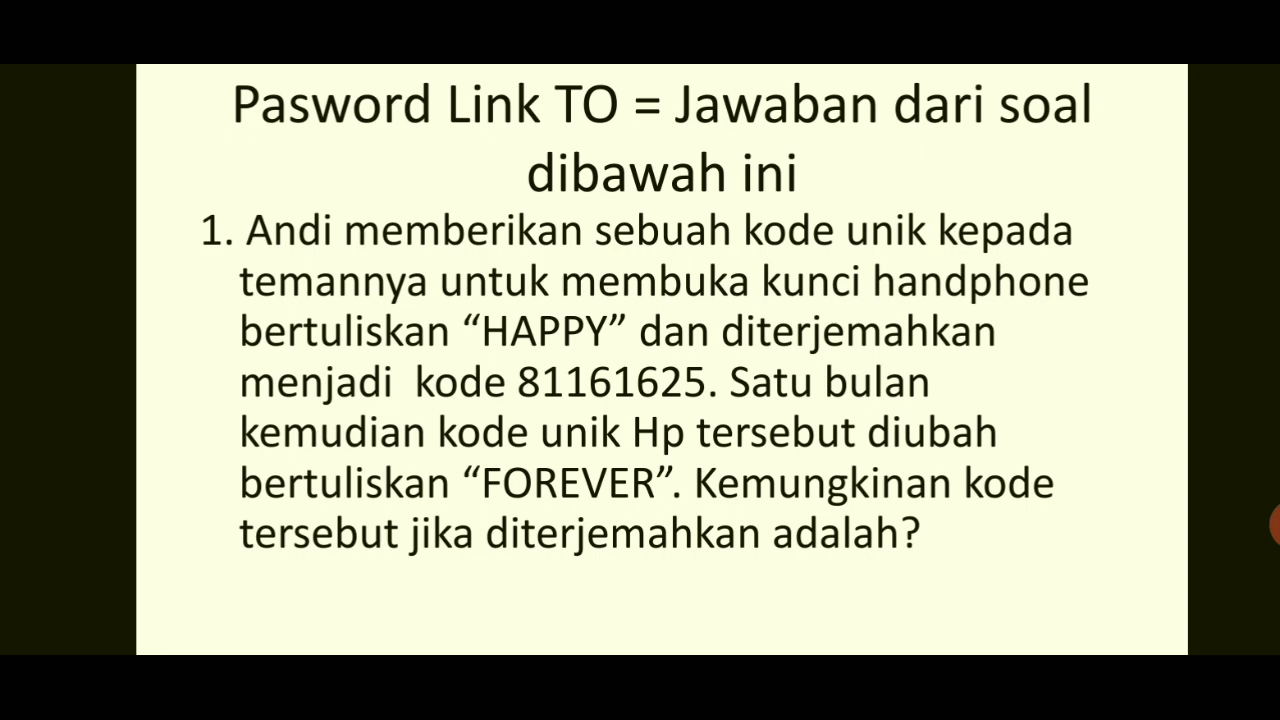 Pasword Link TO = Jawaban dari soal
dibawah ini
1. Andi memberikan sebuah kode unik kepada
temannya untuk membuka kunci handphone
bertuliskan “HAPPY” dan diterjemahkan
menjadi  kode 81161625. Satu bulan
kemudian kode unik Hp tersebut diubah
bertuliskan “FOREVER”. Kemungkinan kode
tersebut jika diterjemahkan adalah?